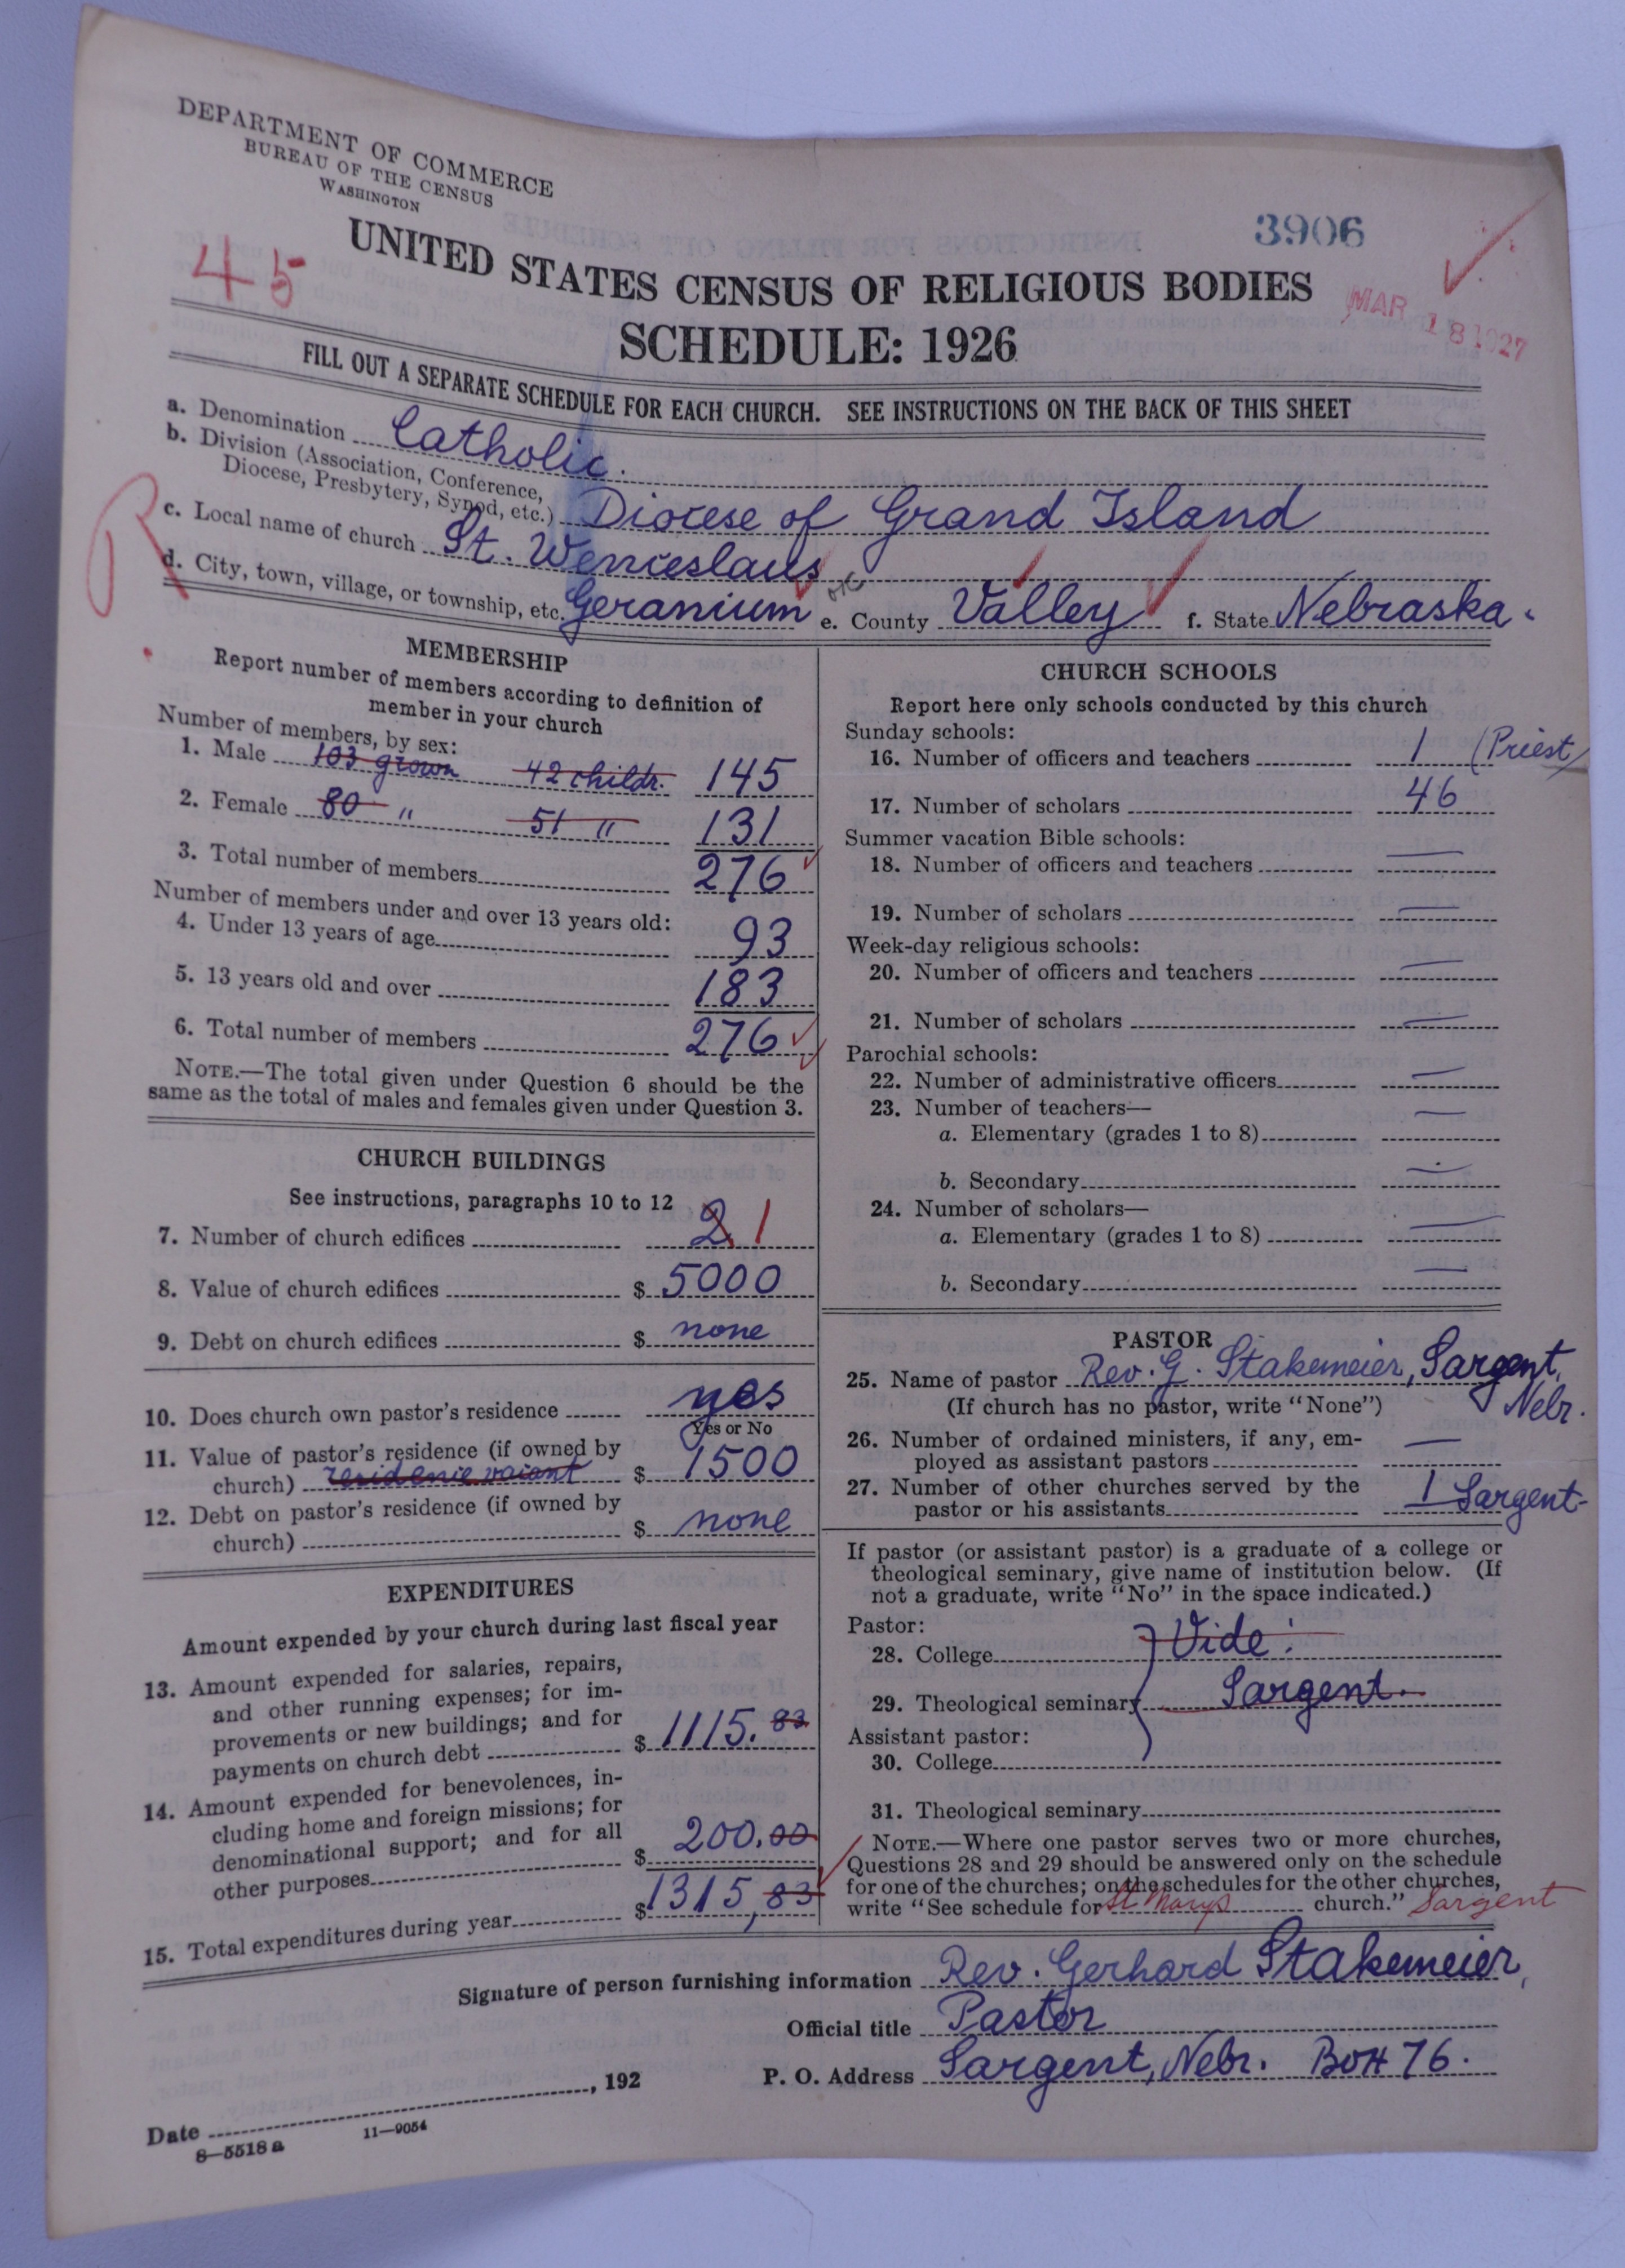 DEPARTMENT OF COMMERCE
BUREAU OF THE CENSUS
WASHINGTON
3906
45
UNITED STATES CENSUS OF RELIGIOUS BODIES
SCHEDULE: 1926
MAR 18 1927
FILL OUT A SEPARATE SCHEDULE FOR EACH CHURCH. SEE INSTRUCTIONS ON THE BACK OF THIS SHEET
a. Denomination Catholic.
b. Division (Association, Conference,
Diocese, Presbytery, Synod, etc.) Diocese of Grand Island
R
c. Local name of church St. Wenceslaus
d. City, town, village, or township, etc. Geranium e. County Valley f. State Nebraska.
MEMBERSHIP
Report number of members according to definition of
member in your church
Number of members, by sex:
1. Male 103 grown 42 childr. 145
2. Female 80 " 51 " 131
3. Total number of members 276
Number of members under and over 13 years old:
4. Under 13 years of age 93
5. 13 years old and over 183
6. Total number of members 276
NOTE.—The total given under Question 6 should be the
same as the total of males and females given under Question 3.
CHURCH BUILDINGS
See instructions, paragraphs 10 to 12
7. Number of church edifices 2 1
8. Value of church edifices $ 5000
9. Debt on church edifices $ none
10. Does church own pastor's residence yes
Yes or No
11. Value of pastor's residence (if owned by
church) residence vacant $ 1500
12. Debt on pastor's residence (if owned by
church) $ none
EXPENDITURES
Amount expended by your church during last fiscal year
13. Amount expended for salaries, repairs,
and other running expenses; for im-
provements or new buildings; and for
payments on church debt $ 1115.83
14. Amount expended for benevolences, in-
cluding home and foreign missions; for
denominational support; and for all
other purposes $ 200.00
15. Total expenditures during year $ 1315,83
CHURCH SCHOOLS
Report here only schools conducted by this church
Sunday schools:
16. Number of officers and teachers 1 (Priest)
17. Number of scholars 46
Summer vacation Bible schools:
18. Number of officers and teachers —
19. Number of scholars —
Week-day religious schools:
20. Number of officers and teachers —
21. Number of scholars —
Parochial schools:
22. Number of administrative officers —
23. Number of teachers— —
a. Elementary (grades 1 to 8)
b. Secondary —
24. Number of scholars—
a. Elementary (grades 1 to 8) —
b. Secondary —
PASTOR
25. Name of pastor Rev. G. Stakemeier, Sargent,
(If church has no pastor, write "None") Nebr.
26. Number of ordained ministers, if any, em-
ployed as assistant pastors —
27. Number of other churches served by the
pastor or his assistants 1 Sargent-
If pastor (or assistant pastor) is a graduate of a college or
theological seminary, give name of institution below. (If
not a graduate, write "No" in the space indicated.)
Pastor:
28. College Vide:
29. Theological seminary Sargent.
Assistant pastor:
30. College
31. Theological seminary
NOTE.—Where one pastor serves two or more churches,
Questions 28 and 29 should be answered only on the schedule
for one of the churches; on the schedules for the other churches,
write "See schedule for St Marys church." Sargent
Signature of person furnishing information Rev. Gerhard Stakemeier,
Official title Pastor
Date , 192 P. O. Address Sargent, Nebr. Box 76.
8—5518 a 11—9054